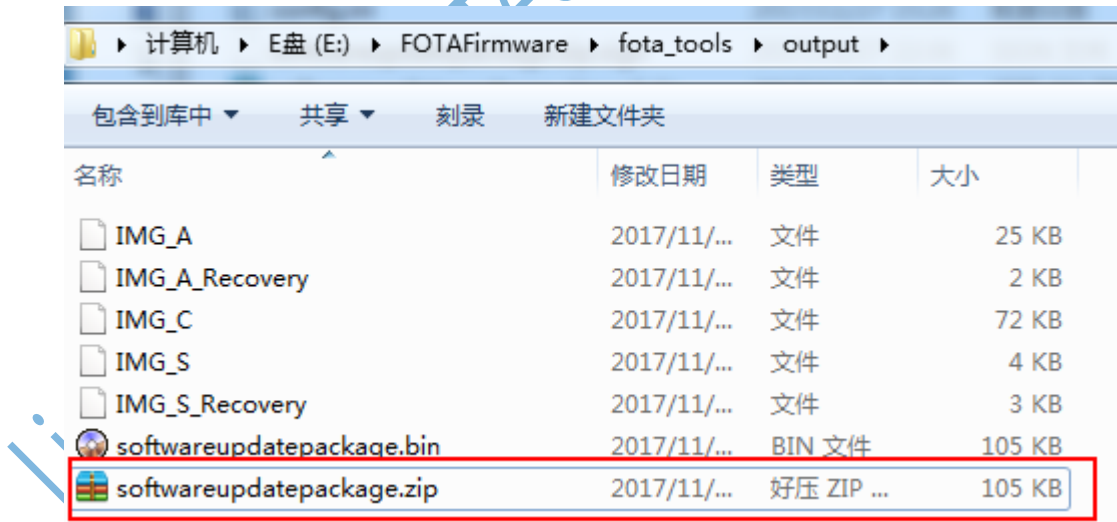 计算机 E盘 (E:) FOTAFirmware fota_tools output
包含到库中 共享 刻录 新建文件夹
名称 修改日期 类型 大小
IMG_A 2017/11/... 文件 25 KB
IMG_A_Recovery 2017/11/... 文件 2 KB
IMG_C 2017/11/... 文件 72 KB
IMG_S 2017/11/... 文件 4 KB
IMG_S_Recovery 2017/11/... 文件 3 KB
softwareupdatepackage.bin 2017/11/... BIN 文件 105 KB
softwareupdatepackage.zip 2017/11/... 好压 ZIP ... 105 KB